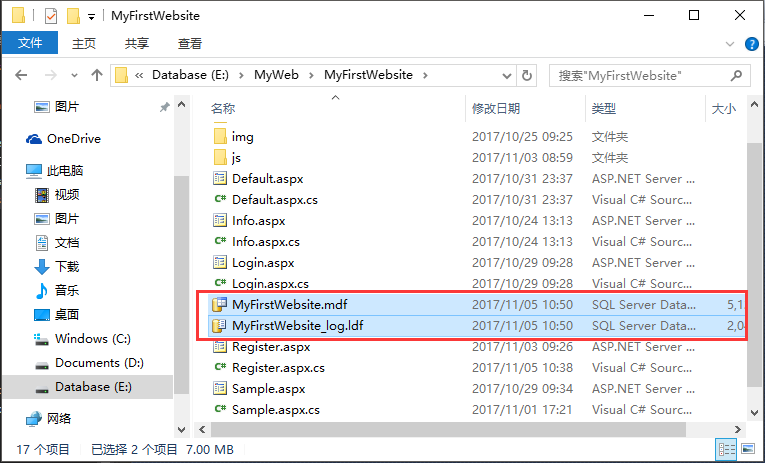 MyFirstWebsite
文件 主页 共享 查看
Database (E:) MyWeb MyFirstWebsite 搜索"MyFirstWebsite"
图片
OneDrive
此电脑
视频
图片
文档
下载
音乐
桌面
Windows (C:)
Documents (D:)
Database (E:)
网络
名称 修改日期 类型 大小
img 2017/10/25 09:25 文件夹
js 2017/11/03 08:59 文件夹
Default.aspx 2017/10/31 23:37 ASP.NET Server ...
Default.aspx.cs 2017/10/31 23:37 Visual C# Sourc...
Info.aspx 2017/10/24 13:13 ASP.NET Server ...
Info.aspx.cs 2017/10/24 13:13 Visual C# Sourc...
Login.aspx 2017/10/29 09:28 ASP.NET Server ...
Login.aspx.cs 2017/10/29 09:28 Visual C# Sourc...
MyFirstWebsite.mdf 2017/11/05 10:50 SQL Server Data...
MyFirstWebsite_log.ldf 2017/11/05 10:50 SQL Server Data...
Register.aspx 2017/11/03 09:26 ASP.NET Server ...
Register.aspx.cs 2017/11/05 10:38 Visual C# Sourc...
Sample.aspx 2017/10/29 09:34 ASP.NET Server ...
Sample.aspx.cs 2017/11/01 17:21 Visual C# Sourc...
17 个项目 已选择 2 个项目 7.00 MB